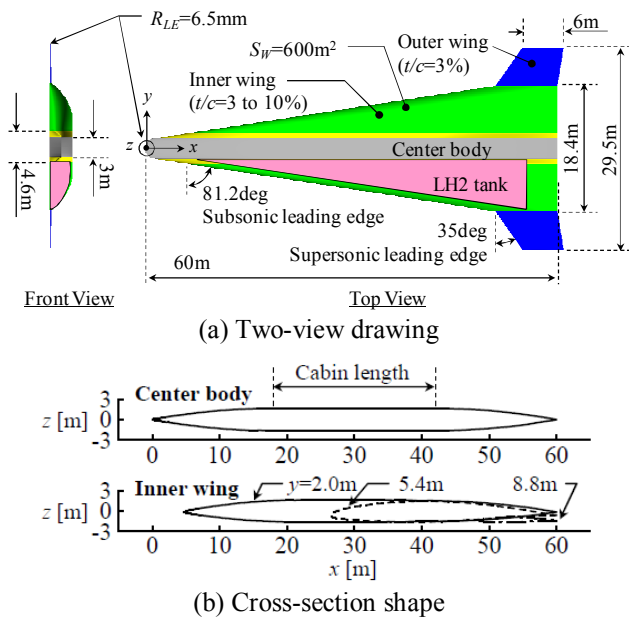 R_LE=6.5mm
S_W=600m²
Outer wing
(t/c=3%)
6m
Inner wing
(t/c=3 to 10%)
y
z
x
Center body
LH2 tank
4.6m
3m
18.4m
29.5m
81.2deg
Subsonic leading edge
35deg
Supersonic leading edge
60m
Front View
Top View
(a) Two-view drawing
Cabin length
Center body
z [m]
3
0
-3
0 10 20 30 40 50 60
Inner wing
y=2.0m
5.4m
8.8m
z [m]
3
0
-3
0 10 20 30 40 50 60
x [m]
(b) Cross-section shape